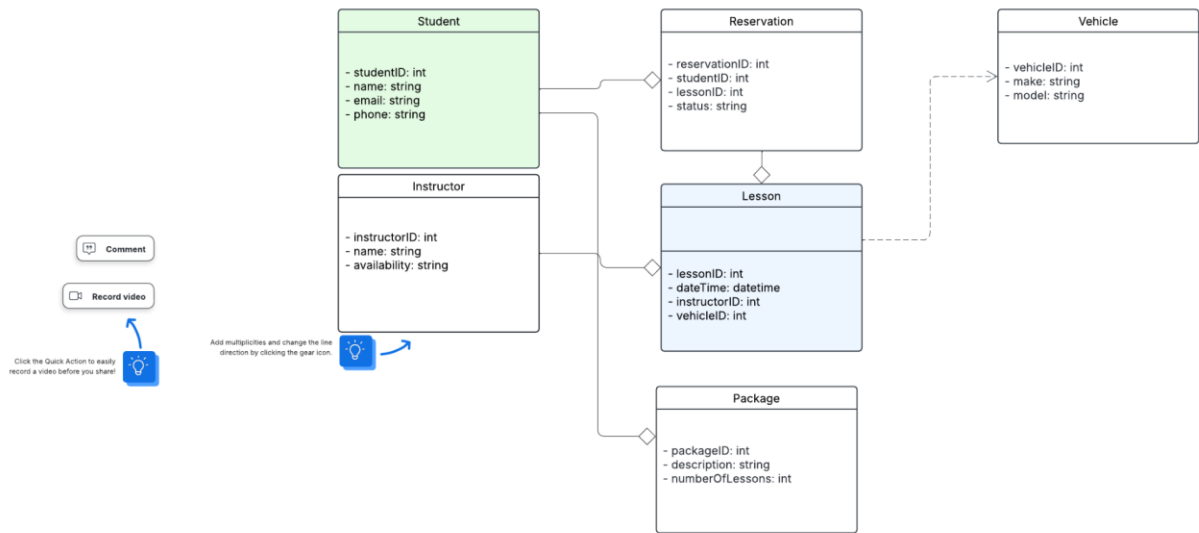 Student
- studentID: int
- name: string
- email: string
- phone: string
Reservation
- reservationID: int
- studentID: int
- lessonID: int
- status: string
Vehicle
- vehicleID: int
- make: string
- model: string
Instructor
- instructorID: int
- name: string
- availability: string
Lesson
- lessonID: int
- dateTime: datetime
- instructorID: int
- vehicleID: int
Comment
Record video
Click the Quick Action to easily
record a video before you share!
Add multiplicities and change the line
direction by clicking the gear icon.
Package
- packageID: int
- description: string
- numberOfLessons: int